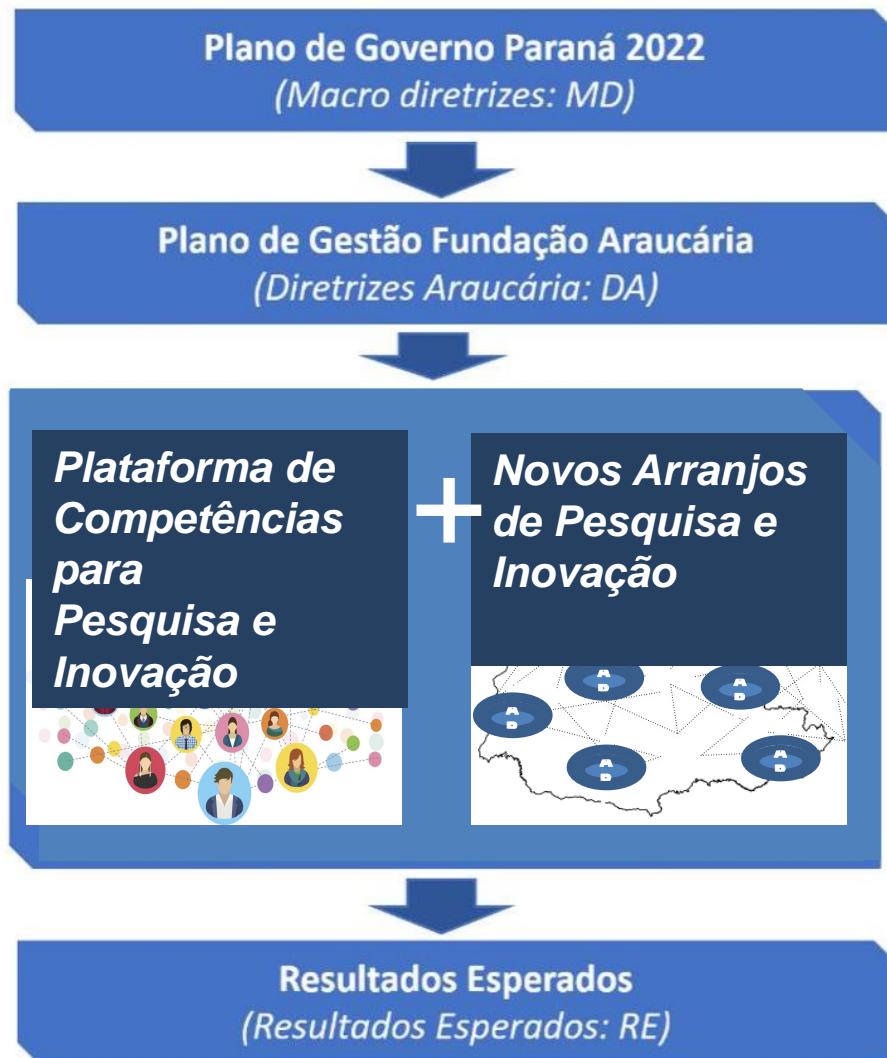 Plano de Governo Paraná 2022
(Macro diretrizes: MD)
Plano de Gestão Fundação Araucária
(Diretrizes Araucária: DA)
Plataforma de
Competências
para
Pesquisa e
Inovação
+
Novos Arranjos
de Pesquisa e
Inovação
Resultados Esperados
(Resultados Esperados: RE)